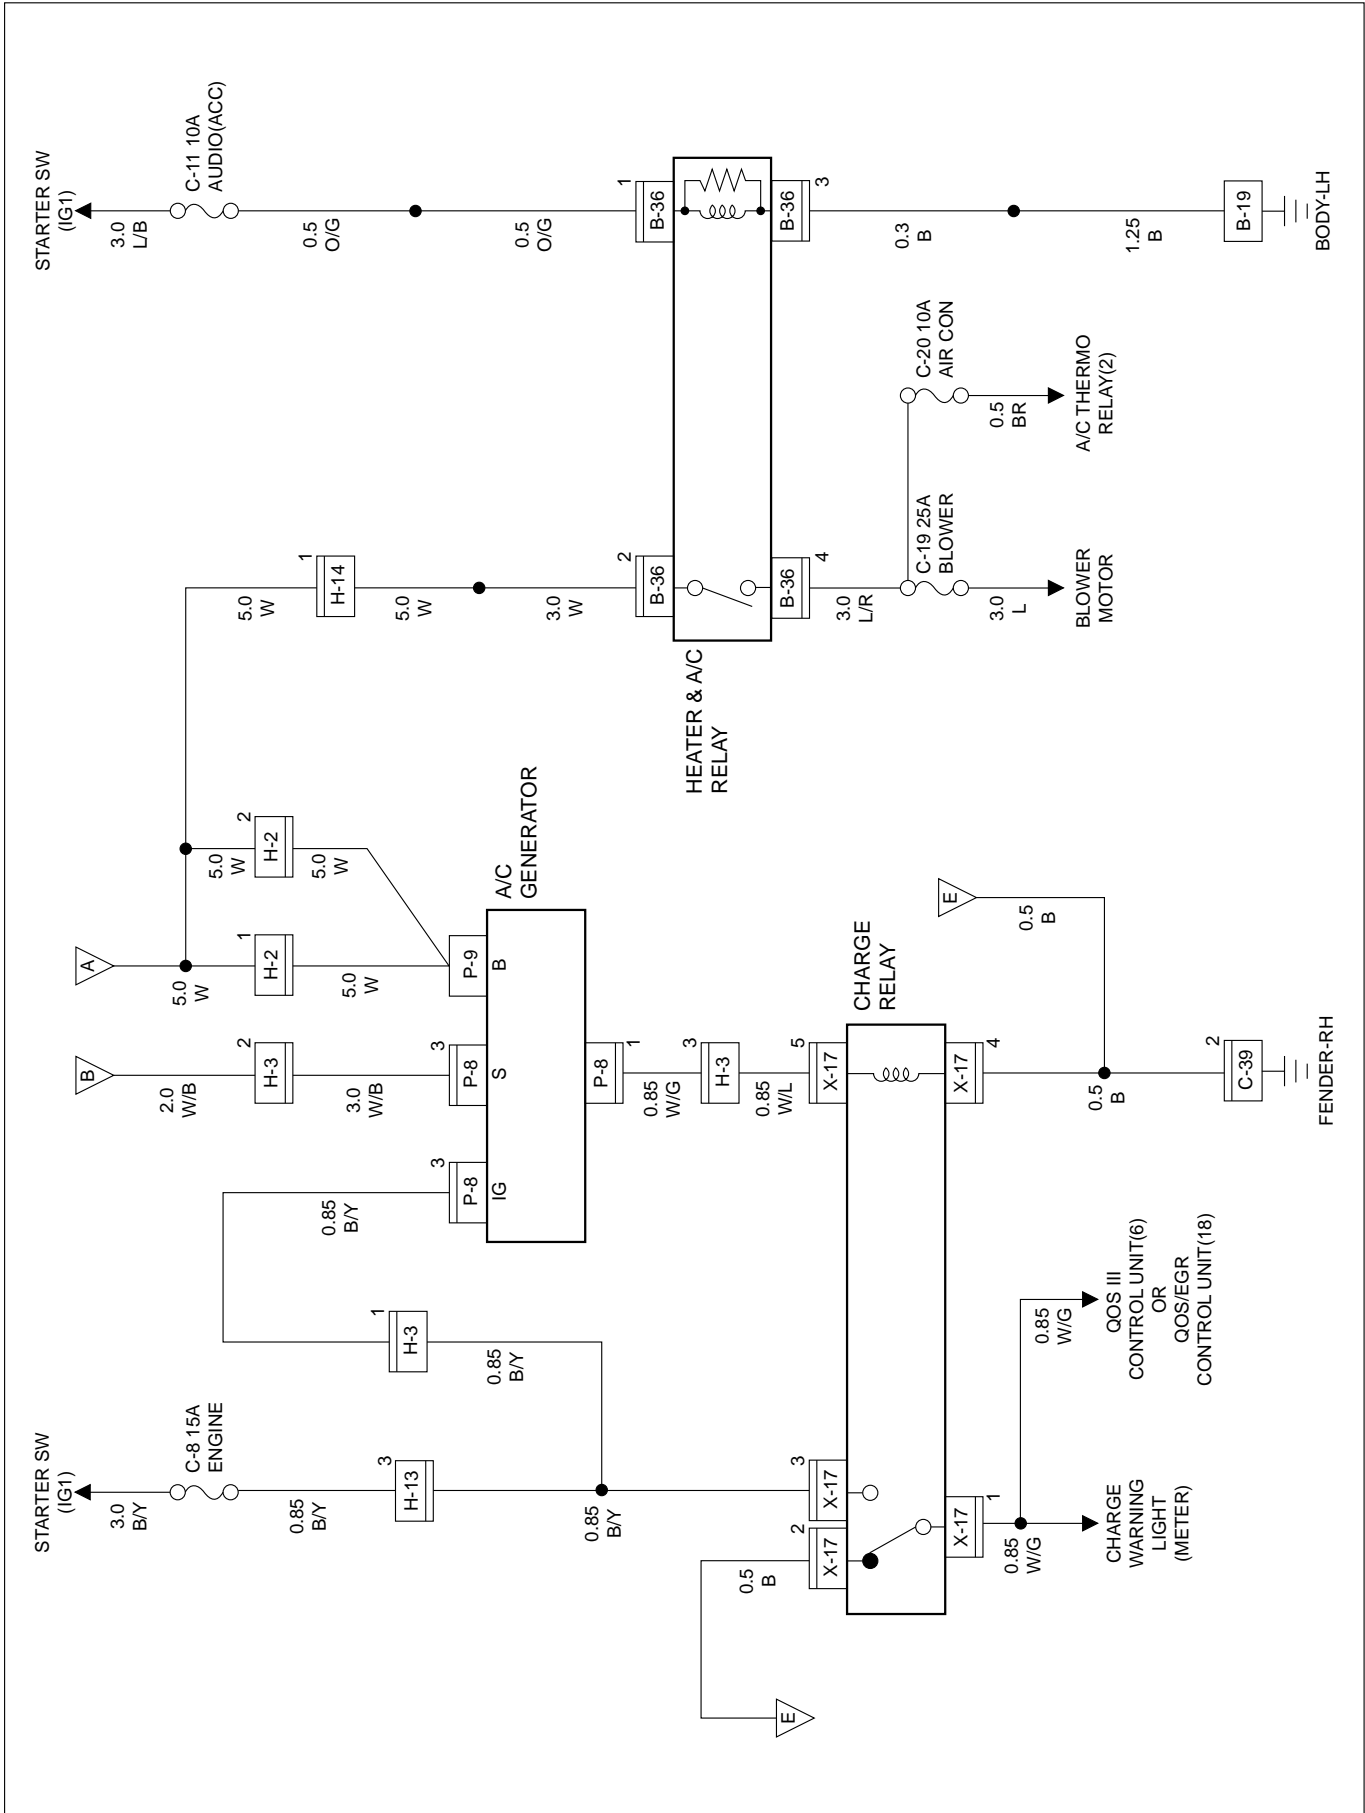 STARTER SW
(IG1)
3.0
B/Y
C-8 15A
ENGINE
0.85
B/Y
3
H-13
0.85
B/Y
1
H-3
0.85
B/Y
0.85
B/Y
B
2.0
W/B
2
H-3
3.0
W/B
A
5.0
W
1
H-2
5.0
W
5.0
W
2
H-2
5.0
W
3
P-8
IG
3
P-8
S
P-9
B
A/C
GENERATOR
P-8
1
0.85
W/G
3
H-3
0.85
W/L
5.0
W
1
H-14
5.0
W
3.0
W
STARTER SW
(IG1)
3.0
L/B
C-11 10A
AUDIO(ACC)
0.5
O/G
0.5
O/G
2
B-36
1
B-36
HEATER & A/C
RELAY
B-36
4
B-36
3
3.0
L/R
C-19 25A
BLOWER
3.0
L
BLOWER
MOTOR
C-20 10A
AIR CON
0.5
BR
A/C THERMO
RELAY(2)
0.3
B
1.25
B
B-19
BODY-LH
E
0.5
B
2
X-17
3
X-17
5
X-17
CHARGE
RELAY
X-17
1
X-17
4
0.85
W/G
CHARGE
WARNING
LIGHT
(METER)
0.85
W/G
QOS III
CONTROL UNIT(6)
OR
QOS/EGR
CONTROL UNIT(18)
E
0.5
B
0.5
B
2
C-39
FENDER-RH